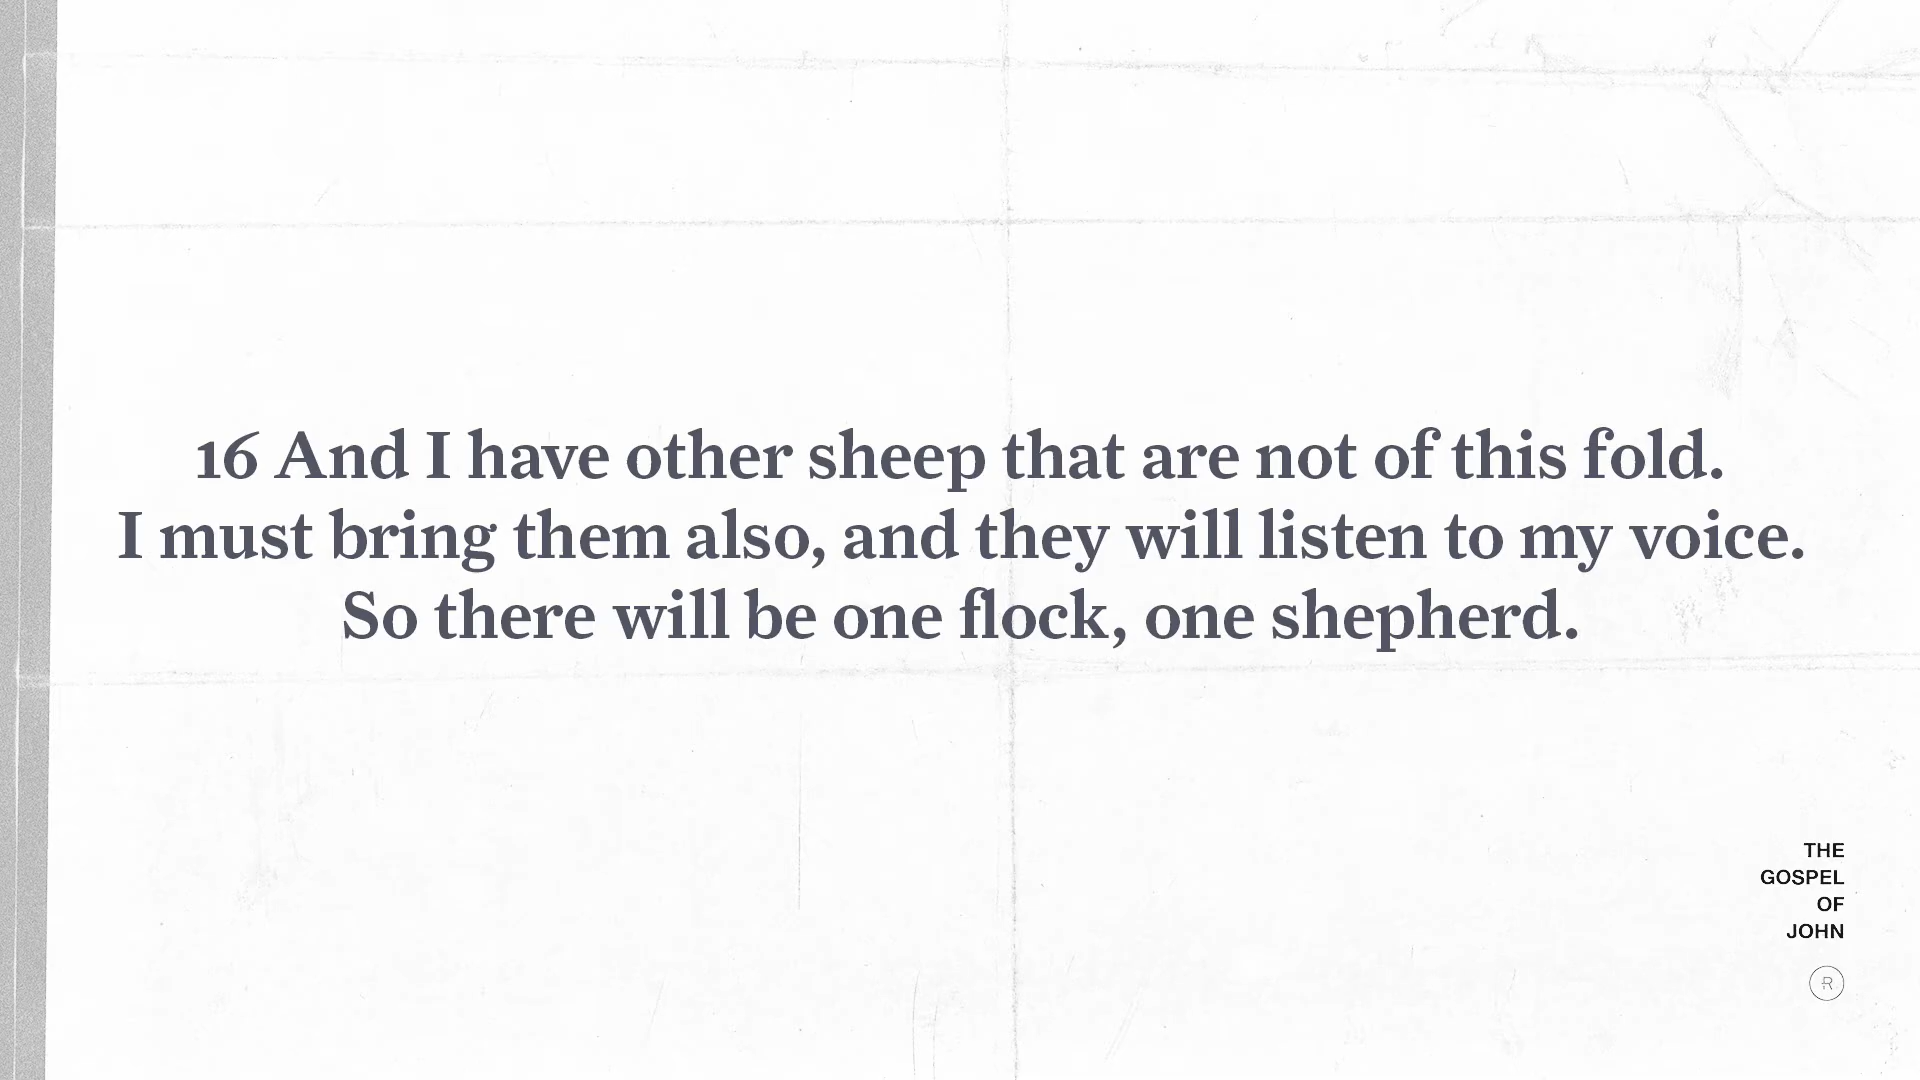 16 And I have other sheep that are not of this fold.
I must bring them also, and they will listen to my voice.
So there will be one flock, one shepherd.
THE
GOSPEL
OF
JOHN
R